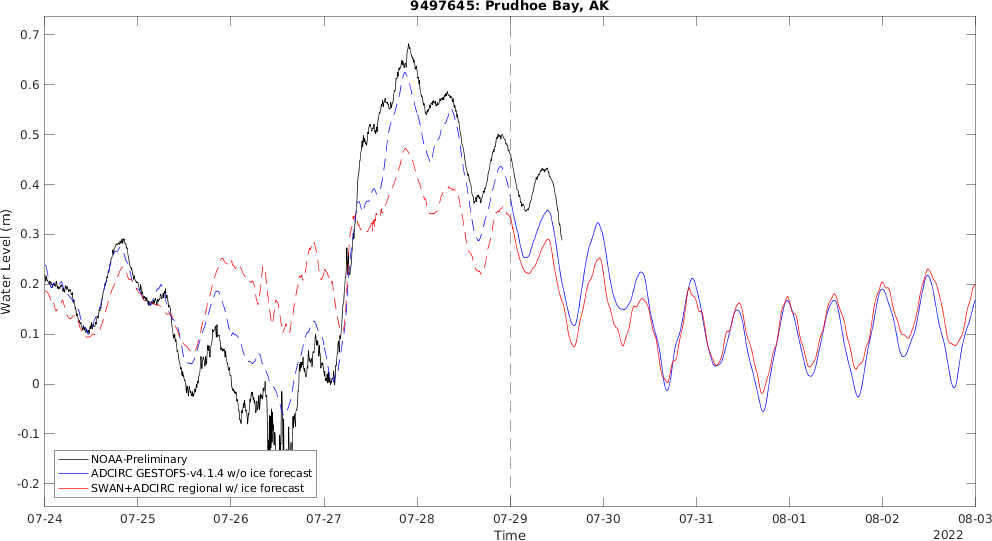 9497645: Prudhoe Bay, AK
0.7
0.6
0.5
0.4
0.3
0.2
0.1
0
-0.1
-0.2
Water Level (m)
NOAA-Preliminary
ADCIRC GESTOFS-v4.1.4 w/o ice forecast
SWAN+ADCIRC regional w/ ice forecast
07-24 07-25 07-26 07-27 07-28 07-29 07-30 07-31 08-01 08-02 08-03
Time
2022